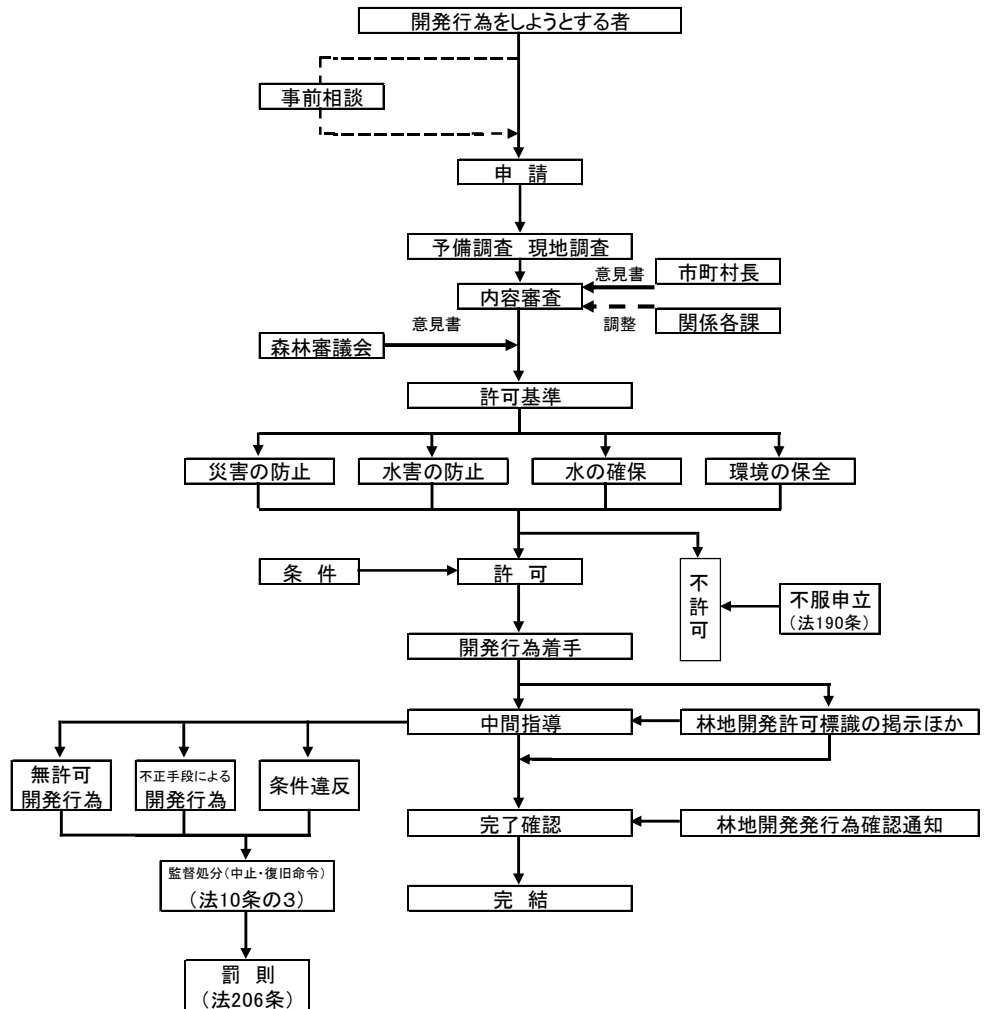 開発行為をしようとする者
事前相談
申　請
予備調査 現地調査
意見書
市町村長
内容審査
調整
関係各課
意見書
森林審議会
許可基準
災害の防止
水害の防止
水の確保
環境の保全
条　件
許　可
不
許
可
不服申立
（法190条）
開発行為着手
中間指導
林地開発許可標識の掲示ほか
無許可
開発行為
不正手段による
開発行為
条件違反
完了確認
林地開発発行為確認通知
監督処分（中止・復旧命令）
（法10条の3）
完　結
罰　則
（法206条）